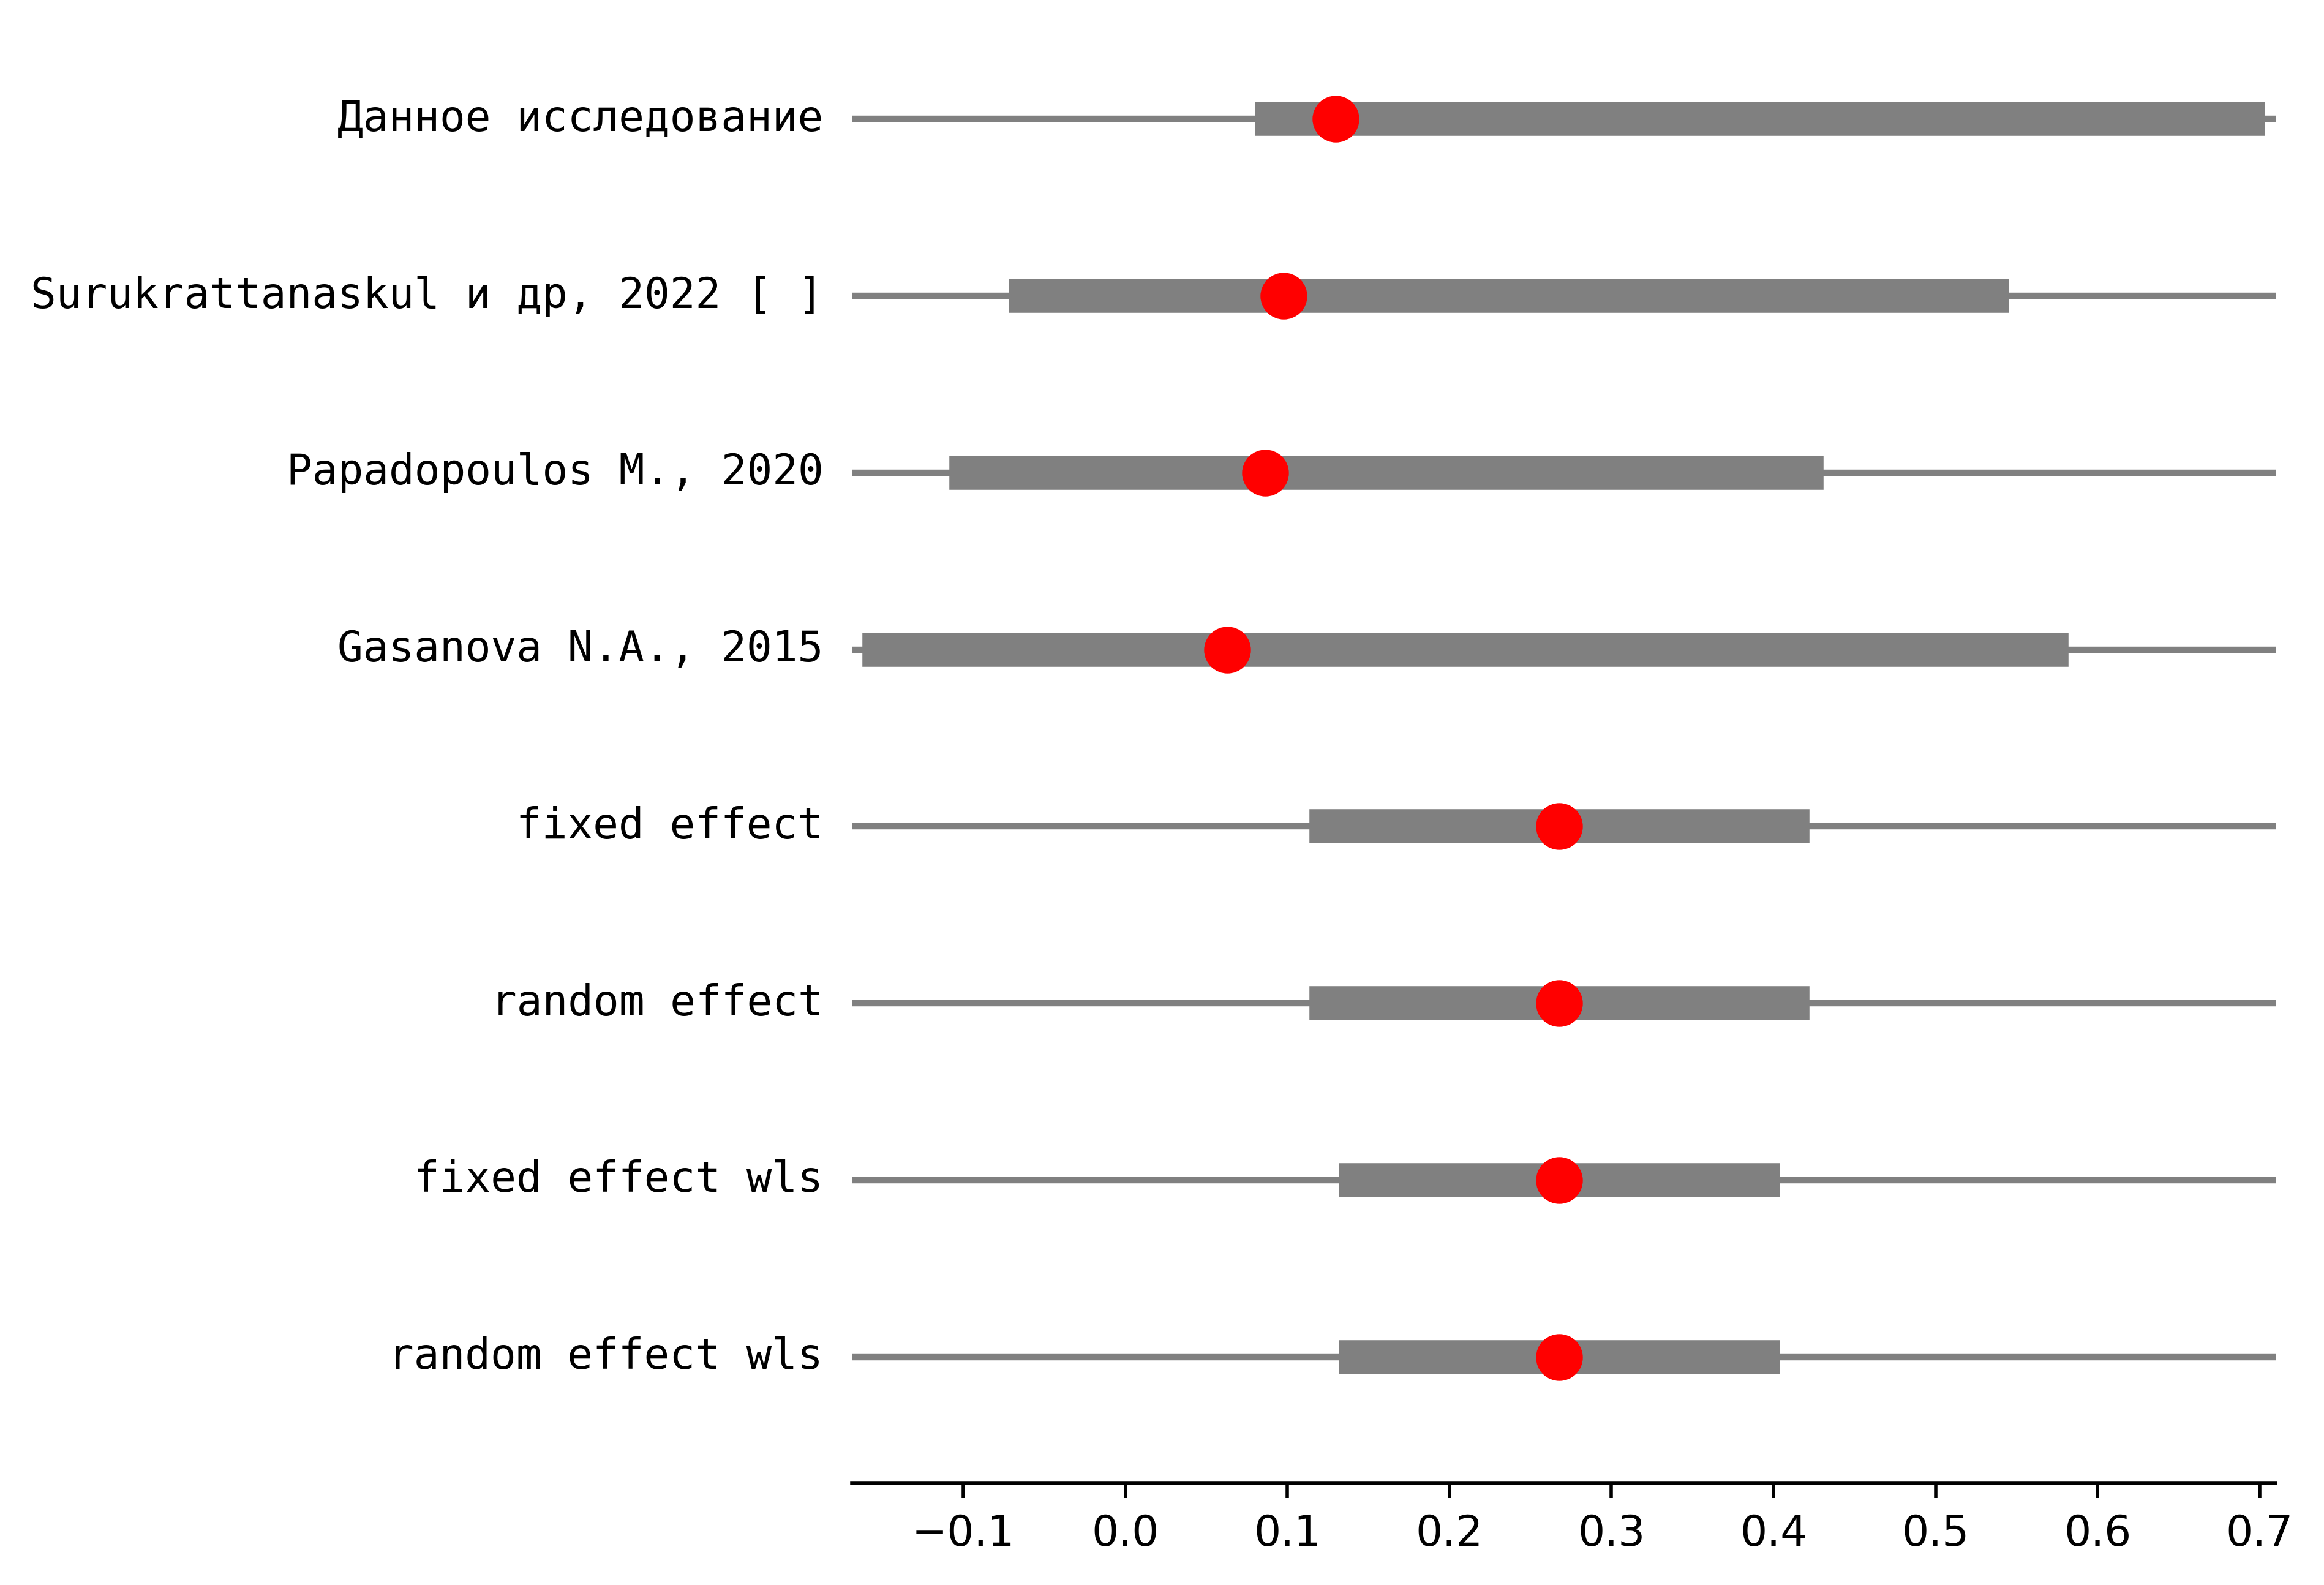 Данное исследование
Surukrattanaskul и др, 2022 [ ]
Papadopoulos M., 2020
Gasanova N.A., 2015
fixed effect
random effect
fixed effect wls
random effect wls
−0.1 0.0 0.1 0.2 0.3 0.4 0.5 0.6 0.7